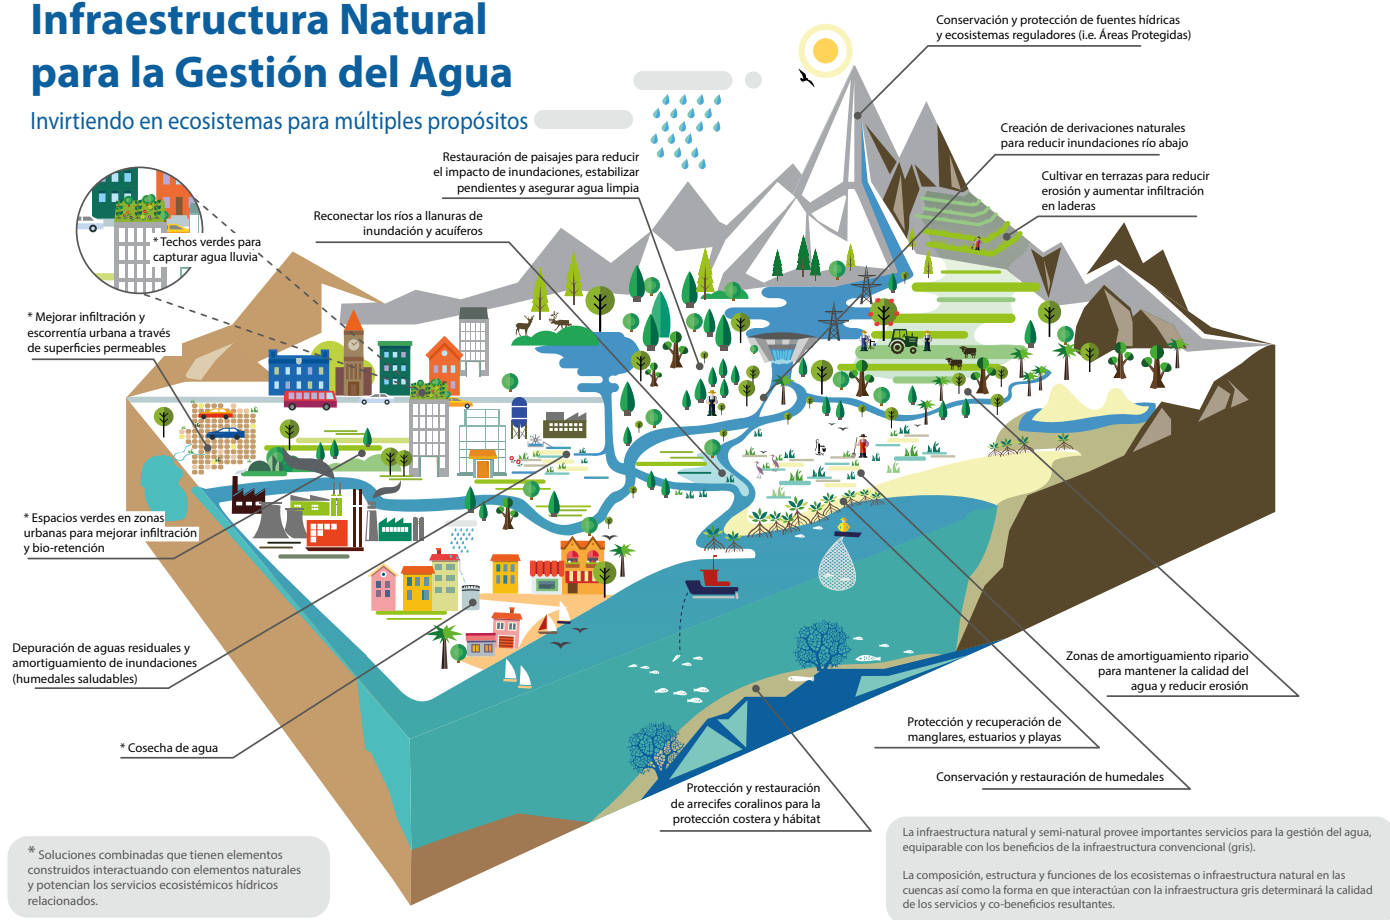 Infraestructura Natural
para la Gestión del Agua
Invirtiendo en ecosistemas para múltiples propósitos
Conservación y protección de fuentes hídricas
y ecosistemas reguladores (i.e. Áreas Protegidas)
Creación de derivaciones naturales
para reducir inundaciones río abajo
Cultivar en terrazas para reducir
erosión y aumentar infiltración
en laderas
Restauración de paisajes para reducir
el impacto de inundaciones, estabilizar
pendientes y asegurar agua limpia
Reconectar los ríos a llanuras de
inundación y acuíferos
* Techos verdes para
capturar agua lluvia
* Mejorar infiltración y
escorrentía urbana a través
de superficies permeables
* Espacios verdes en zonas
urbanas para mejorar infiltración
y bio-retención
Depuración de aguas residuales y
amortiguamiento de inundaciones
(humedales saludables)
* Cosecha de agua
Zonas de amortiguamiento ripario
para mantener la calidad del
agua y reducir erosión
Protección y recuperación de
manglares, estuarios y playas
Conservación y restauración de humedales
Protección y restauración
de arrecifes coralinos para la
protección costera y hábitat
* Soluciones combinadas que tienen elementos
construidos interactuando con elementos naturales
y potencian los servicios ecosistémicos hídricos
relacionados.
La infraestructura natural y semi-natural provee importantes servicios para la gestión del agua,
equiparable con los beneficios de la infraestructura convencional (gris).
La composición, estructura y funciones de los ecosistemas o infraestructura natural en las
cuencas así como la forma en que interactúan con la infraestructura gris determinará la calidad
de los servicios y co-beneficios resultantes.